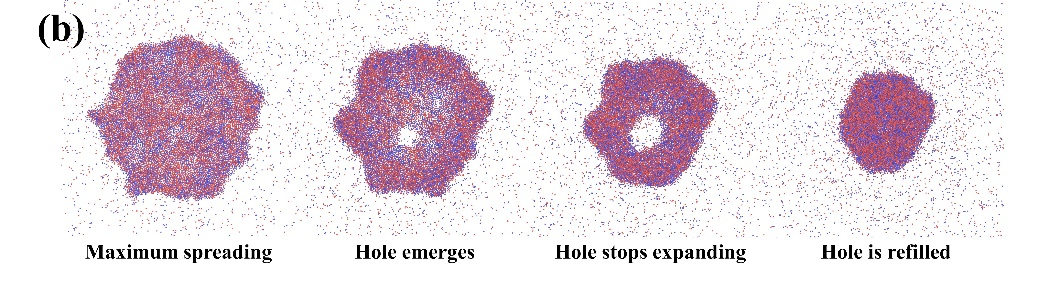 (b)
Maximum spreading
Hole emerges
Hole stops expanding
Hole is refilled